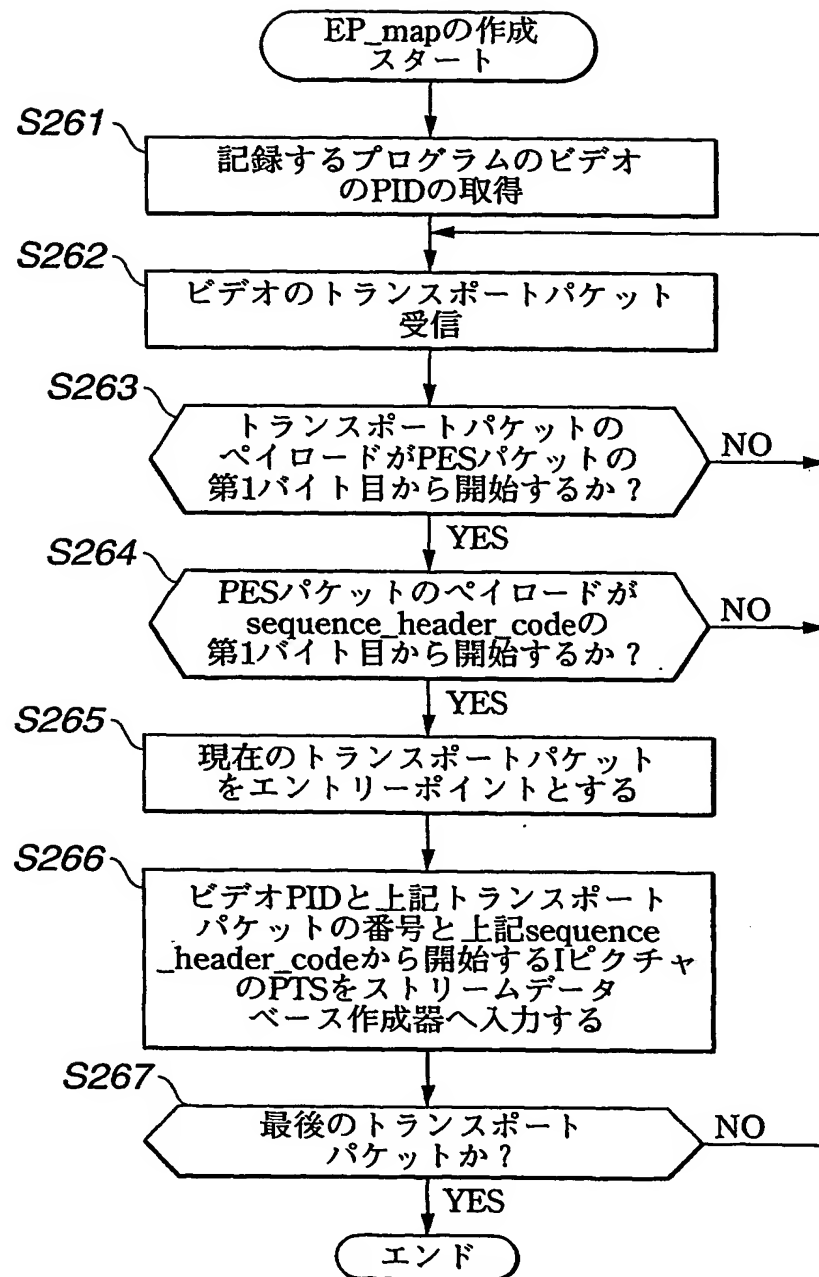 EP_mapの作成
スタート
S261
記録するプログラムのビデオ
のPIDの取得
S262
ビデオのトランスポートパケット
受信
S263
トランスポートパケットの
ペイロードがPESパケットの
第1バイト目から開始するか？
NO
YES
S264
PESパケットのペイロードが
sequence_header_codeの
第1バイト目から開始するか？
NO
YES
S265
現在のトランスポートパケット
をエントリーポイントとする
S266
ビデオPIDと上記トランスポート
パケットの番号と上記sequence
_header_codeから開始するIピクチャ
のPTSをストリームデータ
ベース作成器へ入力する
S267
最後のトランスポート
パケットか？
NO
YES
エンド